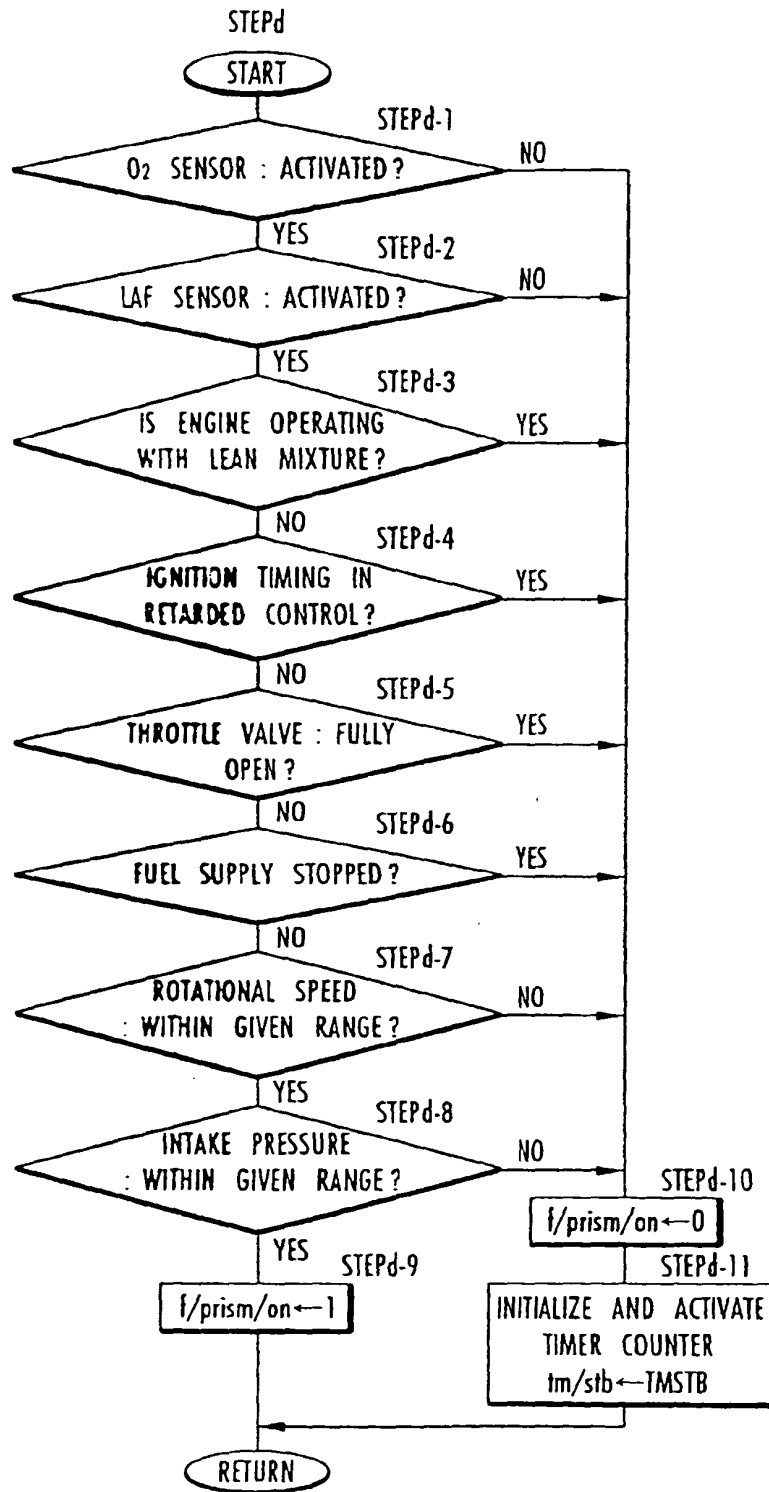 STEPd
START
STEPd-1
O₂ SENSOR : ACTIVATED?
NO
YES
STEPd-2
LAF SENSOR : ACTIVATED?
NO
YES
STEPd-3
IS ENGINE OPERATING
WITH LEAN MIXTURE?
YES
NO
STEPd-4
IGNITION TIMING IN
RETARDED CONTROL?
YES
NO
STEPd-5
THROTTLE VALVE : FULLY
OPEN?
YES
NO
STEPd-6
FUEL SUPPLY STOPPED?
YES
NO
STEPd-7
ROTATIONAL SPEED
: WITHIN GIVEN RANGE?
NO
YES
STEPd-8
INTAKE PRESSURE
: WITHIN GIVEN RANGE?
NO
YES
STEPd-9
f/prism/on←1
STEPd-10
f/prism/on←0
STEPd-11
INITIALIZE AND ACTIVATE
TIMER COUNTER
tm/stb←TMSTB
RETURN